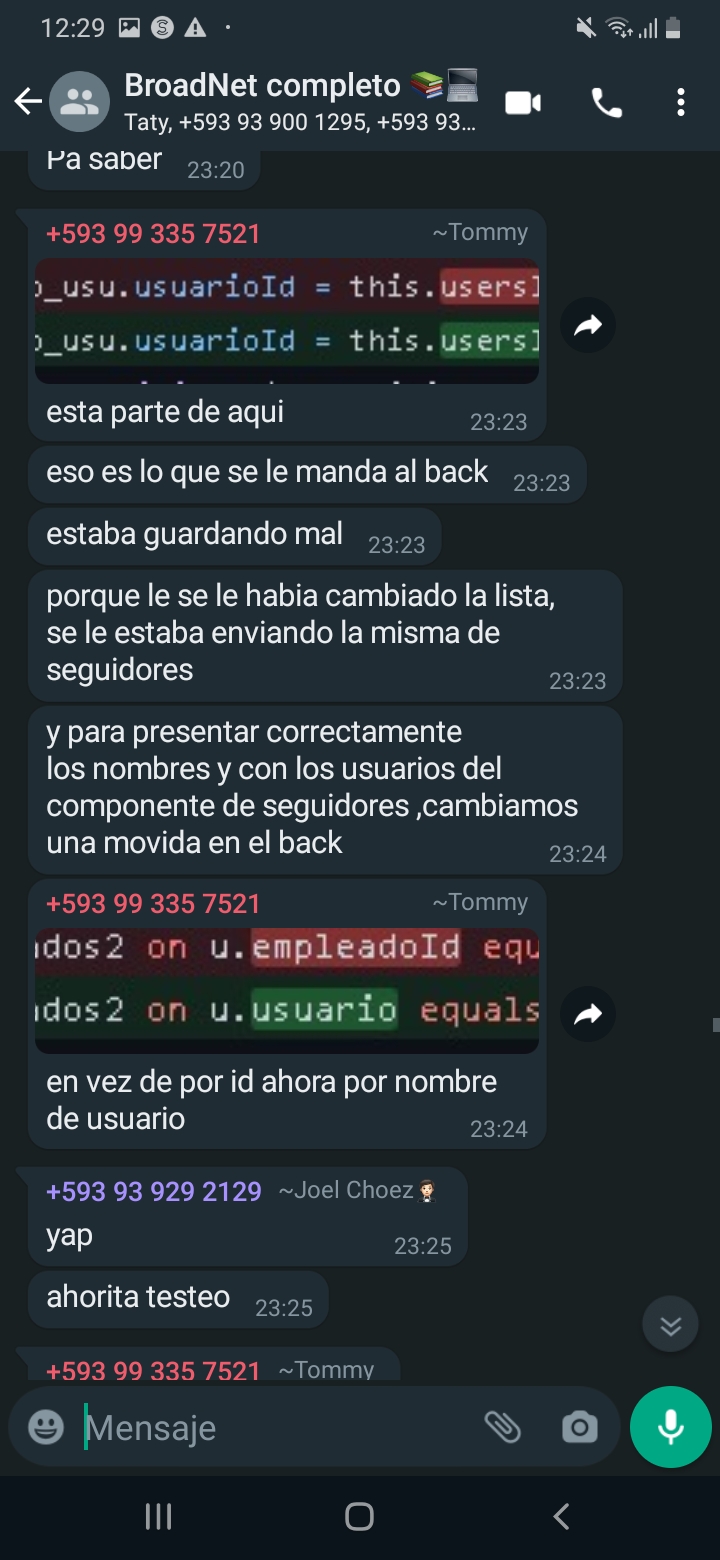 12:29
BroadNet completo
Taty, +593 93 900 1295, +593 93...
Pa saber 23:20
+593 99 335 7521 ~Tommy
o_usu.usuarioId = this.users
o_usu.usuarioId = this.users
esta parte de aqui 23:23
eso es lo que se le manda al back 23:23
estaba guardando mal 23:23
porque le se le habia cambiado la lista,
se le estaba enviando la misma de
seguidores 23:23
y para presentar correctamente
los nombres y con los usuarios del
componente de seguidores ,cambiamos
una movida en el back 23:24
+593 99 335 7521 ~Tommy
dos2 on u.empleadoId equ
dos2 on u.usuario equals
en vez de por id ahora por nombre
de usuario 23:24
+593 93 929 2129 ~Joel Choez
yap 23:25
ahorita testeo 23:25
+593 99 335 7521 ~Tommy
Mensaje